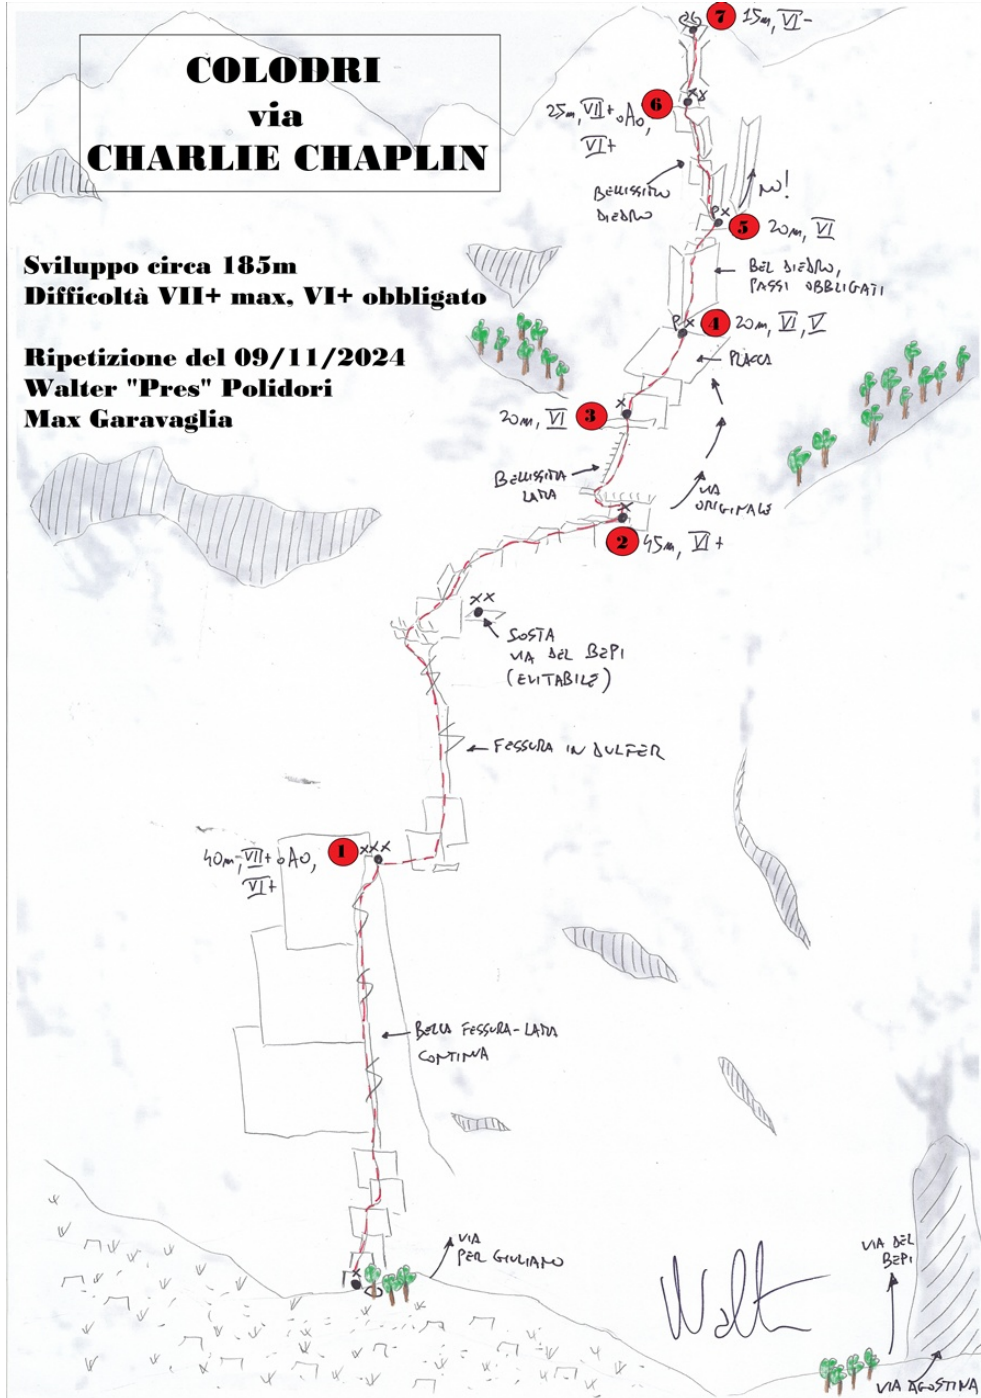 COLODRI
via
CHARLIE CHAPLIN
Sviluppo circa 185m
Difficoltà VII+ max, VI+ obbligato
Ripetizione del 09/11/2024
Walter "Pres" Polidori
Max Garavaglia
7 15m, VI-
6
25m, VII+ o A0,
VI+
BELLISSIMO
DIEDRO
NO!
5 20m, VI
BEL DIEDRO,
PASSI OBBLIGATI
4 20m, VI, V
PLACCA
20m, VI 3
BELLISSIMA
LAMA
VIA
ORIGINALE
2 45m, VI+
SOSTA
VIA DEL BEPI
(EVITABILE)
FESSURA IN DULFER
1
40m, VII+ o A0,
VI+
BELLA FESSURA-LAMA
CONTINUA
VIA
PER GIULIANO
VIA DEL
BEPI
Walter
VIA AGOSTINA